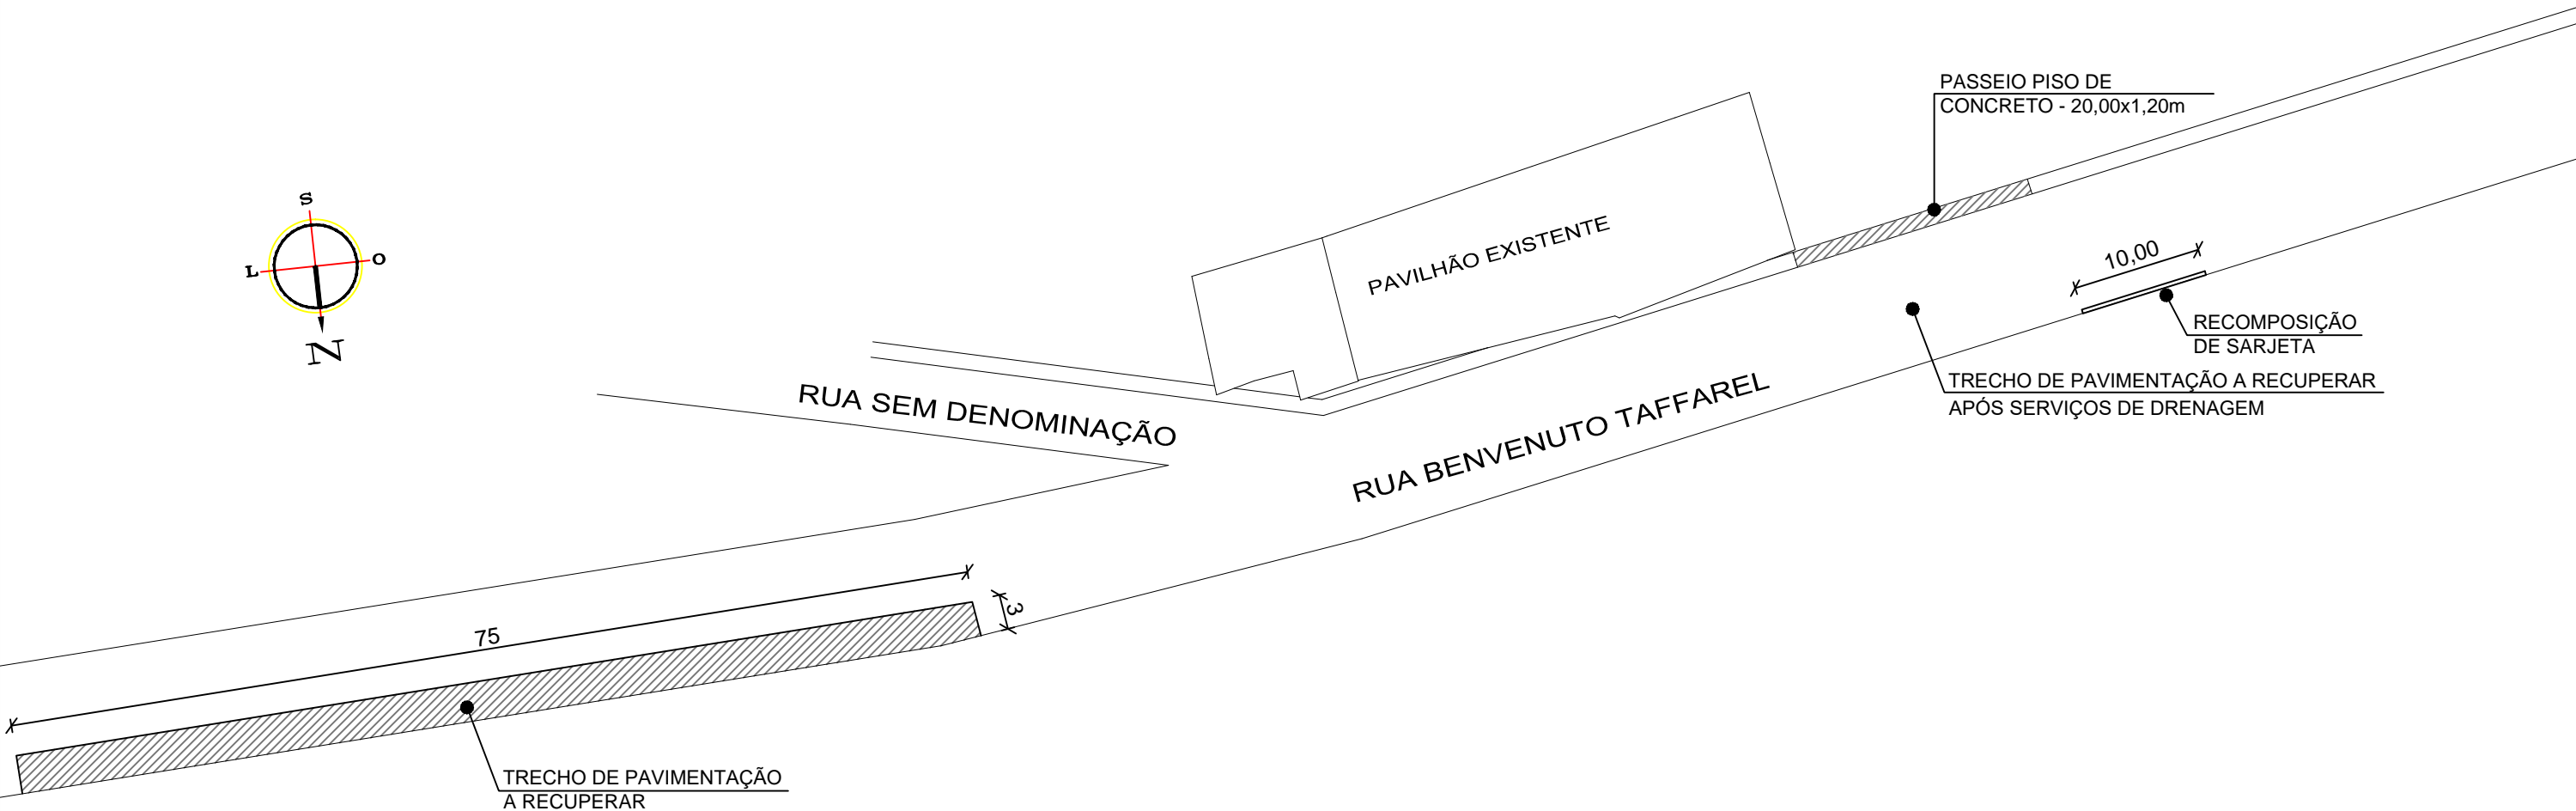 PASSEIO PISO DE
CONCRETO - 20,00x1,20m
S
L
O
N
PAVILHÃO EXISTENTE
10,00
RECOMPOSIÇÃO
DE SARJETA
TRECHO DE PAVIMENTAÇÃO A RECUPERAR
APÓS SERVIÇOS DE DRENAGEM
RUA SEM DENOMINAÇÃO
RUA BENVENUTO TAFFAREL
3
75
TRECHO DE PAVIMENTAÇÃO
A RECUPERAR